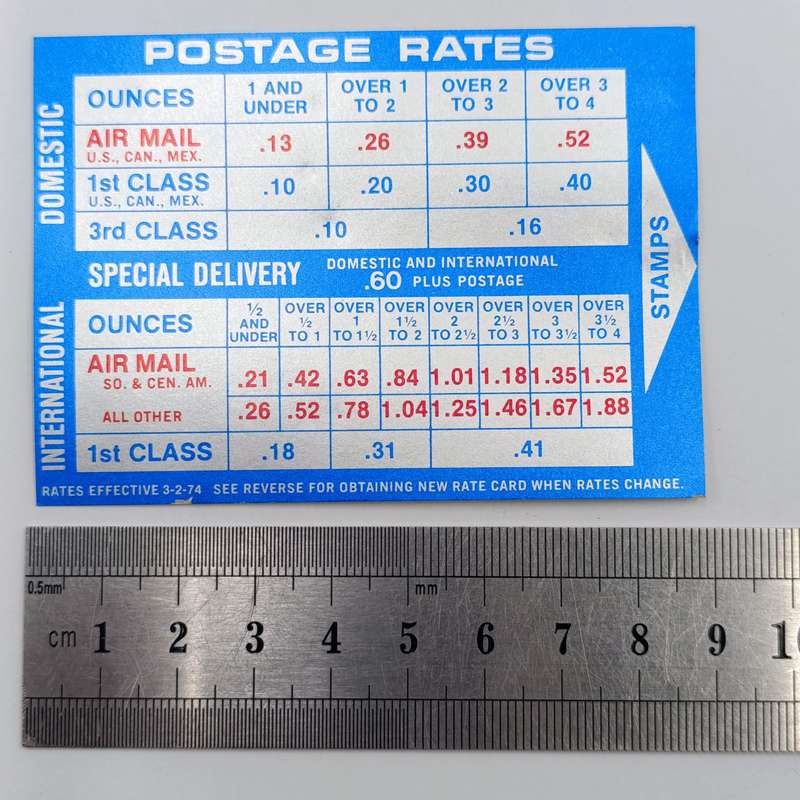 POSTAGE RATES
DOMESTIC
OUNCES 1 AND UNDER OVER 1 TO 2 OVER 2 TO 3 OVER 3 TO 4
AIR MAIL U.S., CAN., MEX. .13 .26 .39 .52
1st CLASS U.S., CAN., MEX. .10 .20 .30 .40
3rd CLASS .10 .16
STAMPS
SPECIAL DELIVERY DOMESTIC AND INTERNATIONAL .60 PLUS POSTAGE
INTERNATIONAL
OUNCES ½ AND UNDER OVER ½ TO 1 OVER 1 TO 1½ OVER 1½ TO 2 OVER 2 TO 2½ OVER 2½ TO 3 OVER 3 TO 3½ OVER 3½ TO 4
AIR MAIL
SO. & CEN. AM. .21 .42 .63 .84 1.01 1.18 1.35 1.52
ALL OTHER .26 .52 .78 1.04 1.25 1.46 1.67 1.88
1st CLASS .18 .31 .41
RATES EFFECTIVE 3-2-74 SEE REVERSE FOR OBTAINING NEW RATE CARD WHEN RATES CHANGE.
0.5mm mm
cm 1 2 3 4 5 6 7 8 9 10